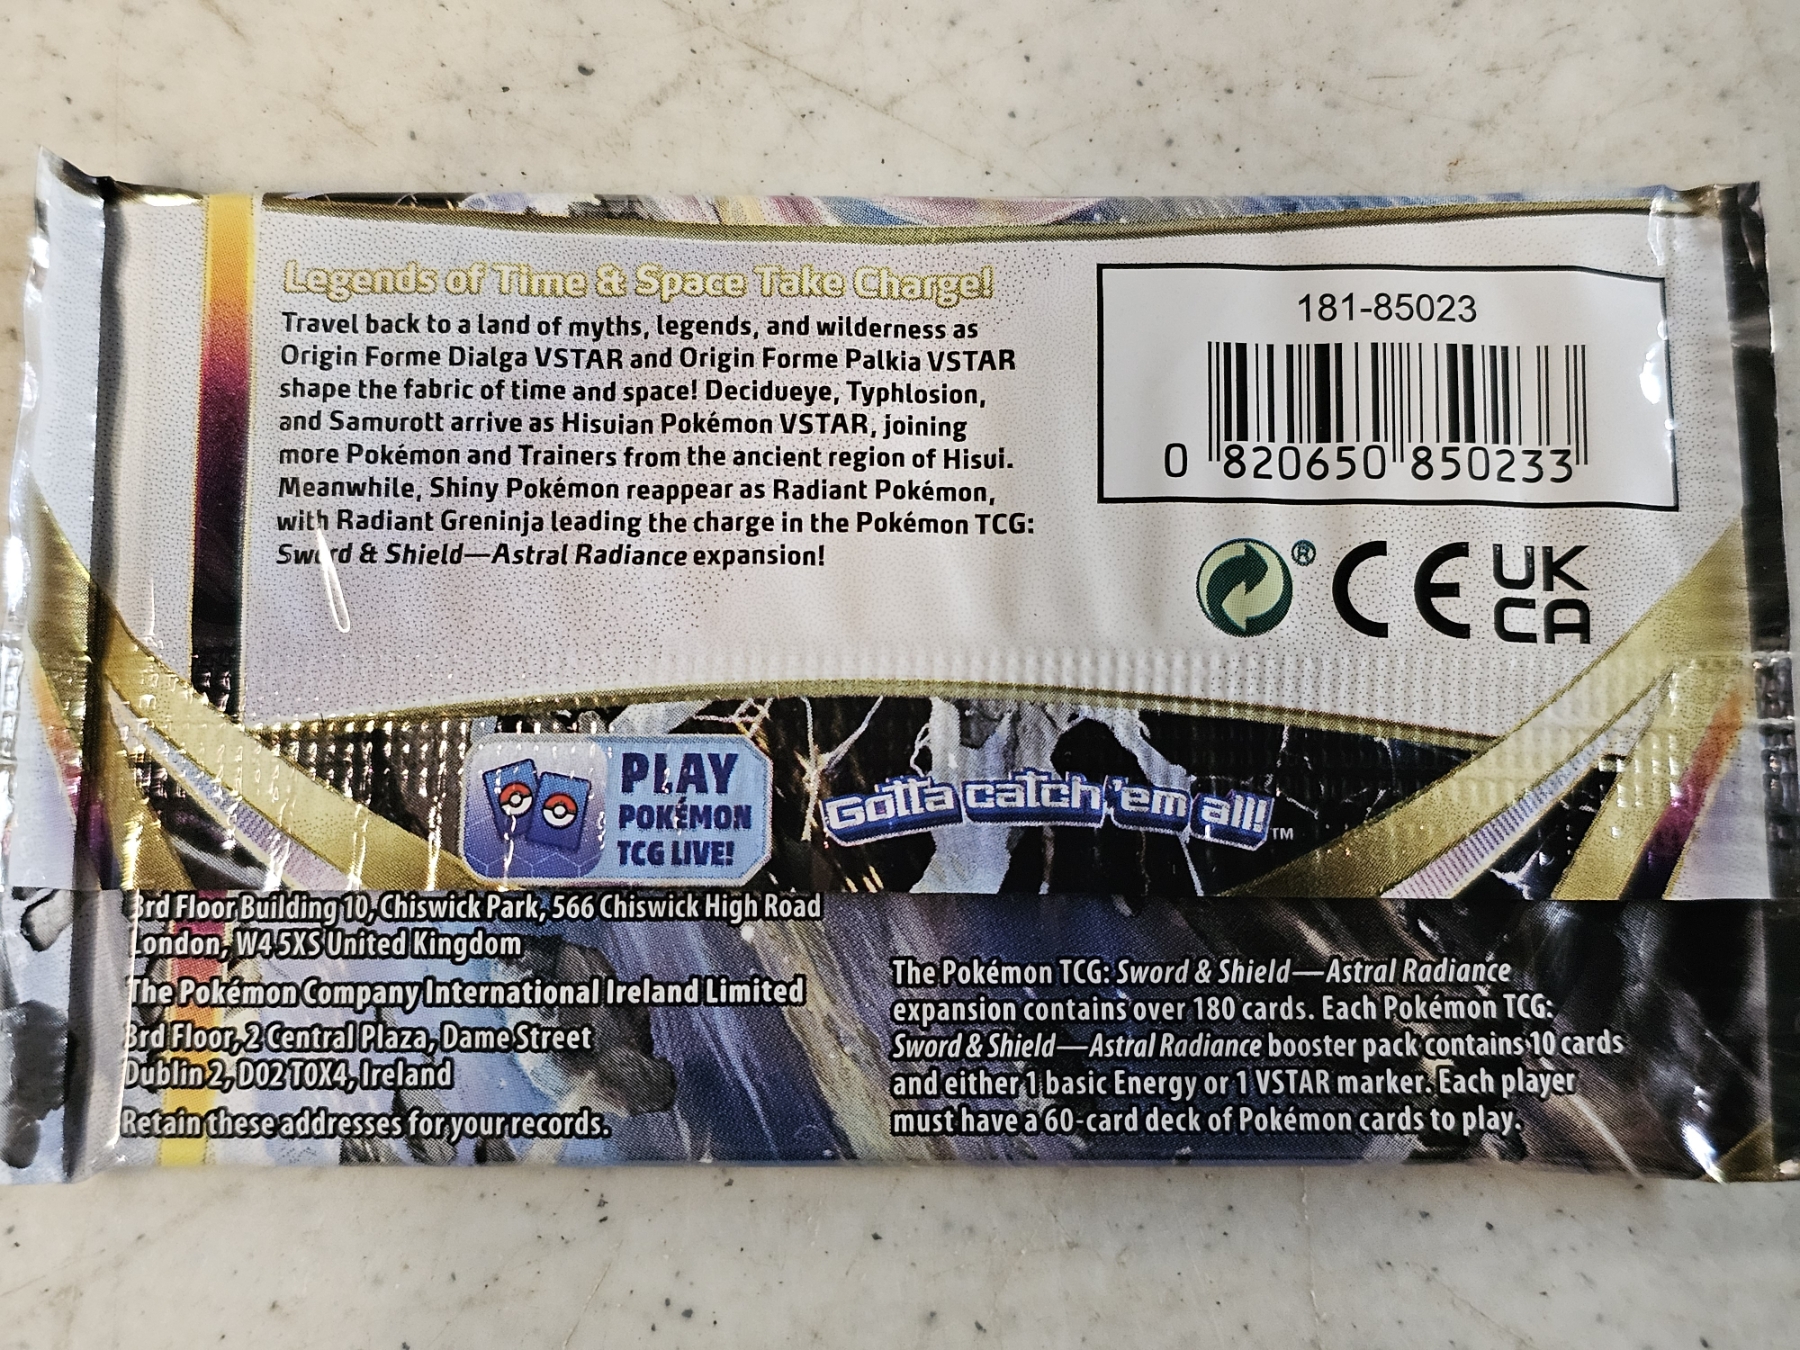 Legends of Time & Space Take Charge!
Travel back to a land of myths, legends, and wilderness as
Origin Forme Dialga VSTAR and Origin Forme Palkia VSTAR
shape the fabric of time and space! Decidueye, Typhlosion,
and Samurott arrive as Hisuian Pokémon VSTAR, joining
more Pokémon and Trainers from the ancient region of Hisui.
Meanwhile, Shiny Pokémon reappear as Radiant Pokémon,
with Radiant Greninja leading the charge in the Pokémon TCG:
Sword & Shield—Astral Radiance expansion!
181-85023
0 820650 850233
®
CE
UK
CA
PLAY
POKÉMON
TCG LIVE!
Gotta catch 'em all!™
3rd Floor Building 10, Chiswick Park, 566 Chiswick High Road
London, W4 5XS United Kingdom
The Pokémon Company International Ireland Limited
3rd Floor, 2 Central Plaza, Dame Street
Dublin 2, D02 T0X4, Ireland
Retain these addresses for your records.
The Pokémon TCG: Sword & Shield—Astral Radiance
expansion contains over 180 cards. Each Pokémon TCG:
Sword & Shield—Astral Radiance booster pack contains 10 cards
and either 1 basic Energy or 1 VSTAR marker. Each player
must have a 60-card deck of Pokémon cards to play.